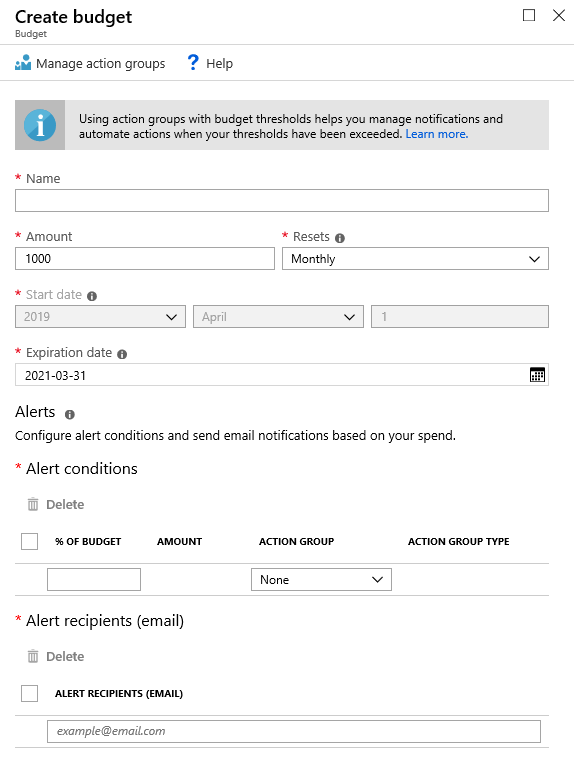 Create budget
Budget
Manage action groups ? Help
i Using action groups with budget thresholds helps you manage notifications and
automate actions when your thresholds have been exceeded. Learn more.
* Name
* Amount * Resets i
1000 Monthly
* Start date i
2019 April 1
* Expiration date i
2021-03-31
Alerts i
Configure alert conditions and send email notifications based on your spend.
* Alert conditions
Delete
% OF BUDGET AMOUNT ACTION GROUP ACTION GROUP TYPE
None
* Alert recipients (email)
Delete
ALERT RECIPIENTS (EMAIL)
example@email.com